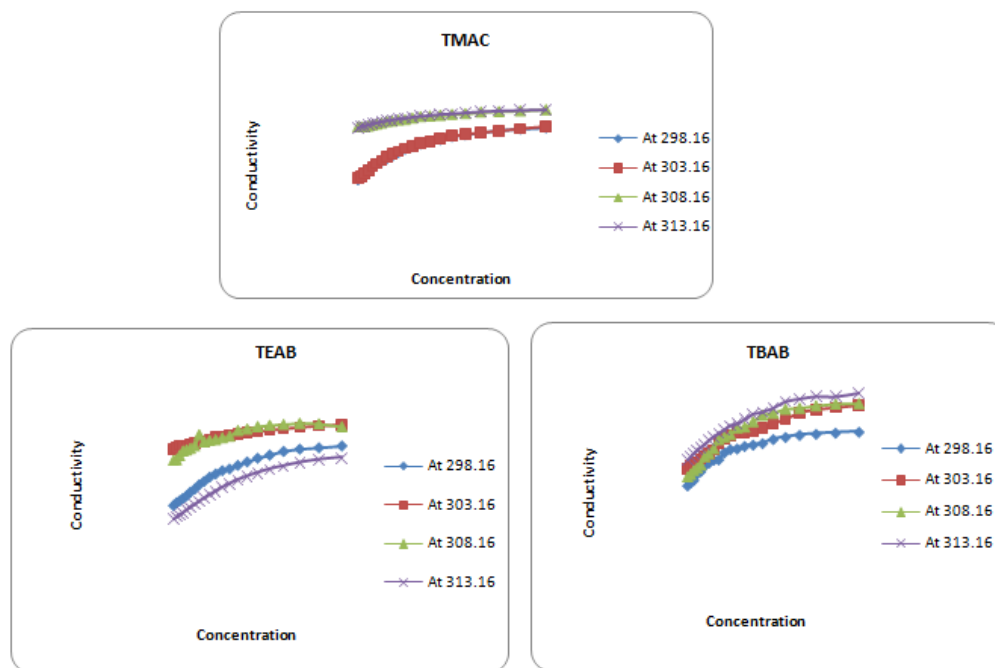 TMAC
Conductivity
At 298.16
At 303.16
At 308.16
At 313.16
Concentration
TEAB
Conductivity
At 298.16
At 303.16
At 308.16
At 313.16
Concentration
TBAB
Conductivity
At 298.16
At 303.16
At 308.16
At 313.16
Concentration